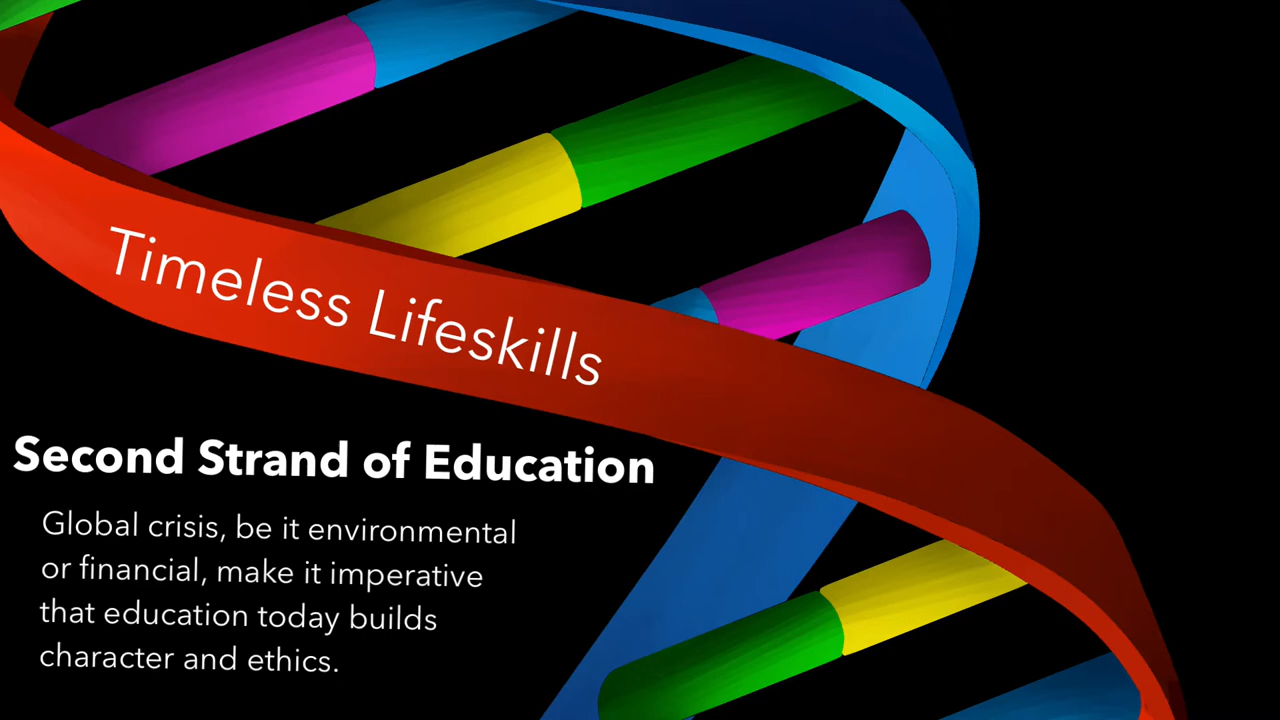 Timeless Lifeskills
Second Strand of Education
Global crisis, be it environmental
or financial, make it imperative
that education today builds
character and ethics.